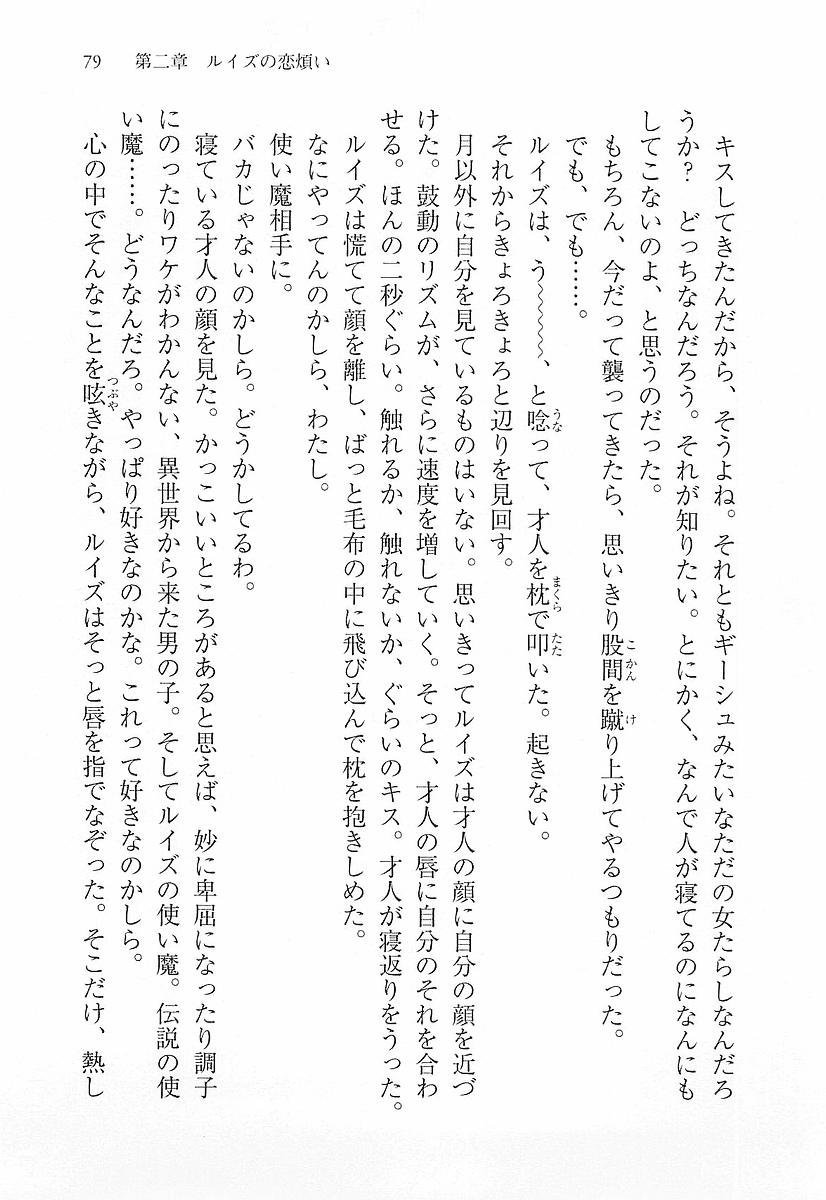 79　第二章　ルイズの恋煩い
キスしてきたんだから、そうよね。それともギーシュみたいなただの女たらしなんだろ
うか？　どっちなんだろう。それが知りたい。とにかく、なんで人が寝てるのになんにも
してこないのよ、と思うのだった。
もちろん、今だって襲ってきたら、思いきり股間を蹴り上げてやるつもりだった。
でも、でも……。
ルイズは、う～～～～、と唸って、才人を枕で叩いた。起きない。
それからきょろきょろと辺りを見回す。
月以外に自分を見ているものはいない。思いきってルイズは才人の顔に自分の顔を近づ
けた。鼓動のリズムが、さらに速度を増していく。そっと、才人の唇に自分のそれを合わ
せる。ほんの二秒ぐらい。触れるか、触れないか、ぐらいのキス。才人が寝返りをうった。
ルイズは慌てて顔を離し、ばっと毛布の中に飛び込んで枕を抱きしめた。
なにやってんのかしら、わたし。
使い魔相手に。
バカじゃないのかしら。どうかしてるわ。
寝ている才人の顔を見た。かっこいいところがあると思えば、妙に卑屈になったり調子
にのったりワケがわかんない、異世界から来た男の子。そしてルイズの使い魔。伝説の使
い魔……。どうなんだろ。やっぱり好きなのかな。これって好きなのかしら。
心の中でそんなことを呟きながら、ルイズはそっと唇を指でなぞった。そこだけ、熱し